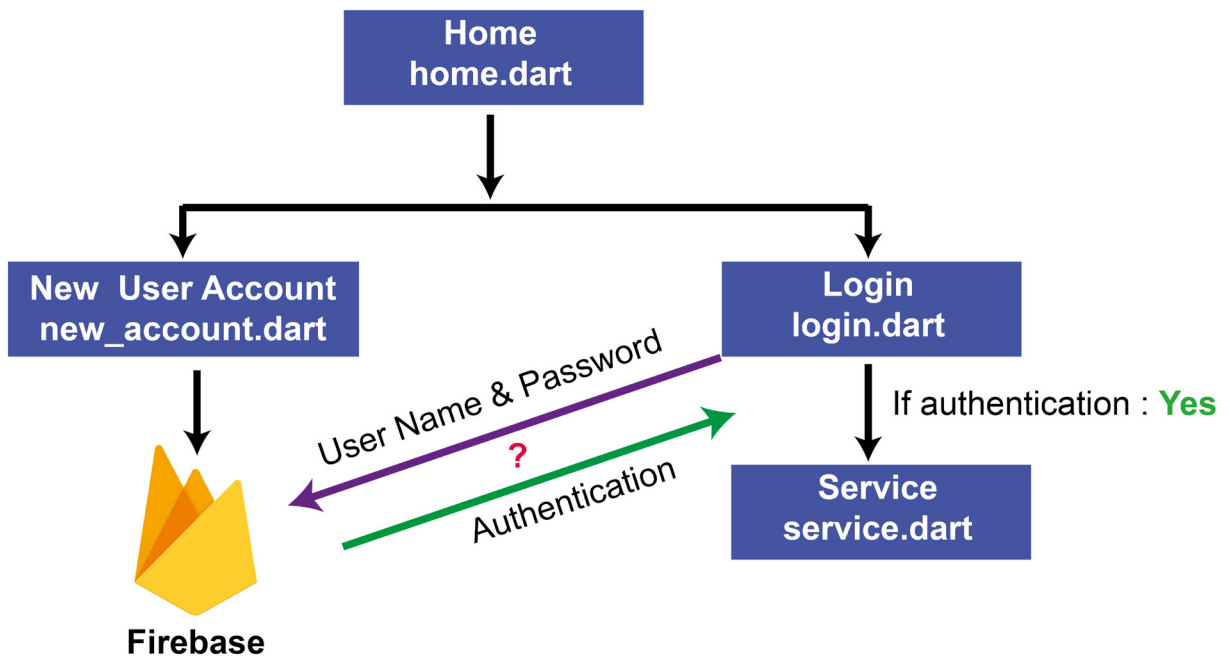 Home
home.dart
New  User Account
new_account.dart
Login
login.dart
User Name & Password
?
Authentication
If authentication : Yes
Service
service.dart
Firebase